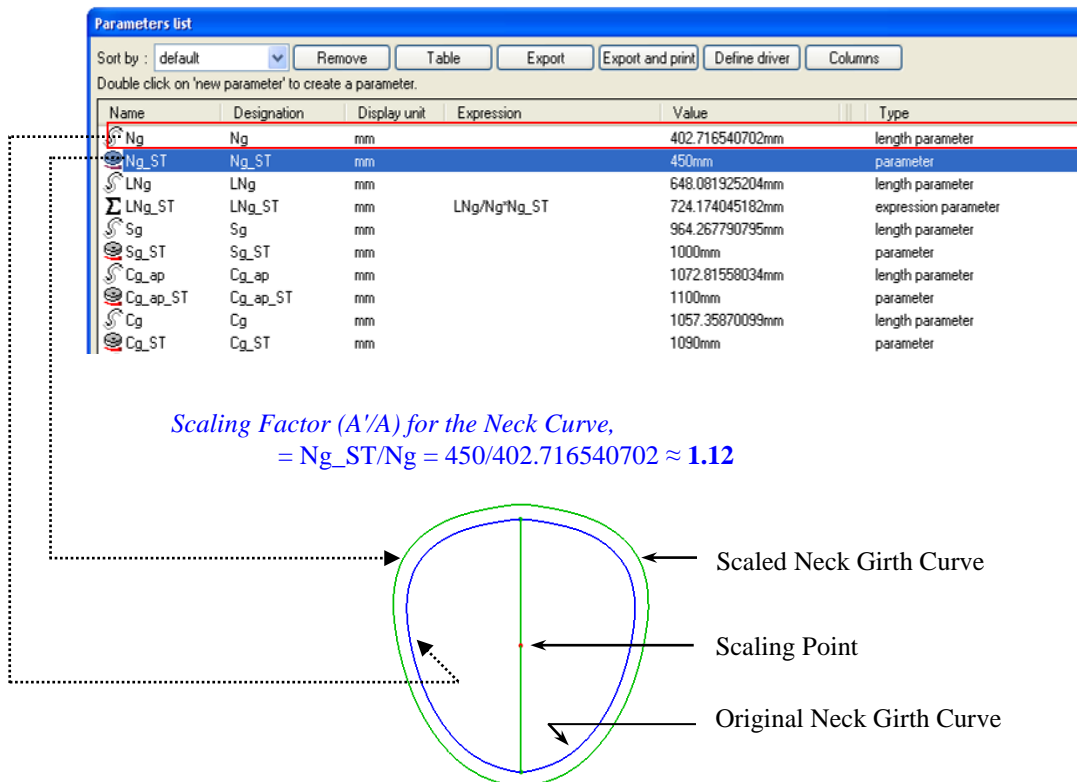 Parameters list
Sort by : default Remove Table Export Export and print Define driver Columns
Double click on 'new parameter' to create a parameter.
Name Designation Display unit Expression Value Type
Ng Ng mm 402.716540702mm length parameter
Ng_ST Ng_ST mm 450mm parameter
LNg LNg mm 648.081925204mm length parameter
Σ LNg_ST LNg_ST mm LNg/Ng*Ng_ST 724.174045182mm expression parameter
Sg Sg mm 964.267790795mm length parameter
Sg_ST Sg_ST mm 1000mm parameter
Cg_ap Cg_ap mm 1072.81558034mm length parameter
Cg_ap_ST Cg_ap_ST mm 1100mm parameter
Cg Cg mm 1057.35870099mm length parameter
Cg_ST Cg_ST mm 1090mm parameter
Scaling Factor (A'/A) for the Neck Curve,
= Ng_ST/Ng = 450/402.716540702 ≈ 1.12
Scaled Neck Girth Curve
Scaling Point
Original Neck Girth Curve